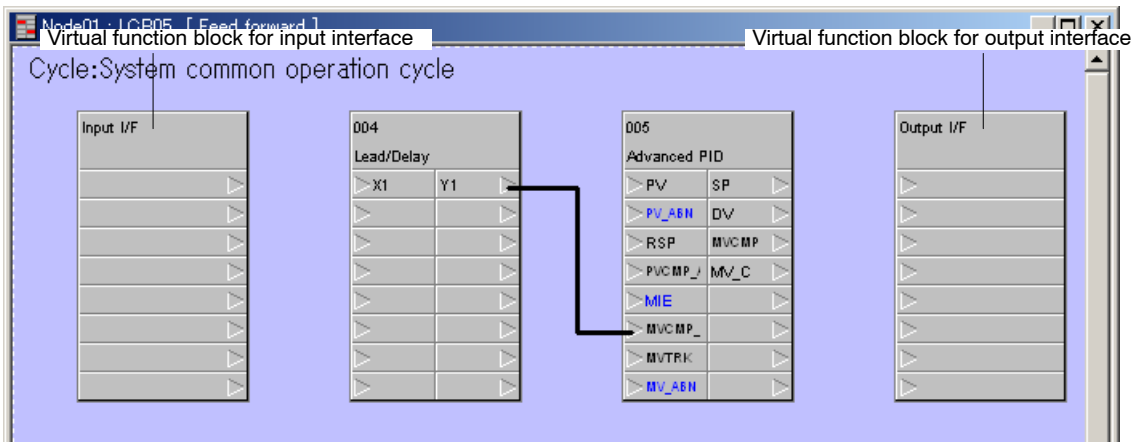 Node01 : LCB05 [ Feed forward ]
Virtual function block for input interface
Virtual function block for output interface
Cycle:System common operation cycle
Input I/F
004
Lead/Delay
X1 Y1
005
Advanced PID
PV SP
PV_ABN DV
RSP MVCMP
PVCMP_ MV_C
MIE
MVCMP_
MVTRK
MV_ABN
Output I/F